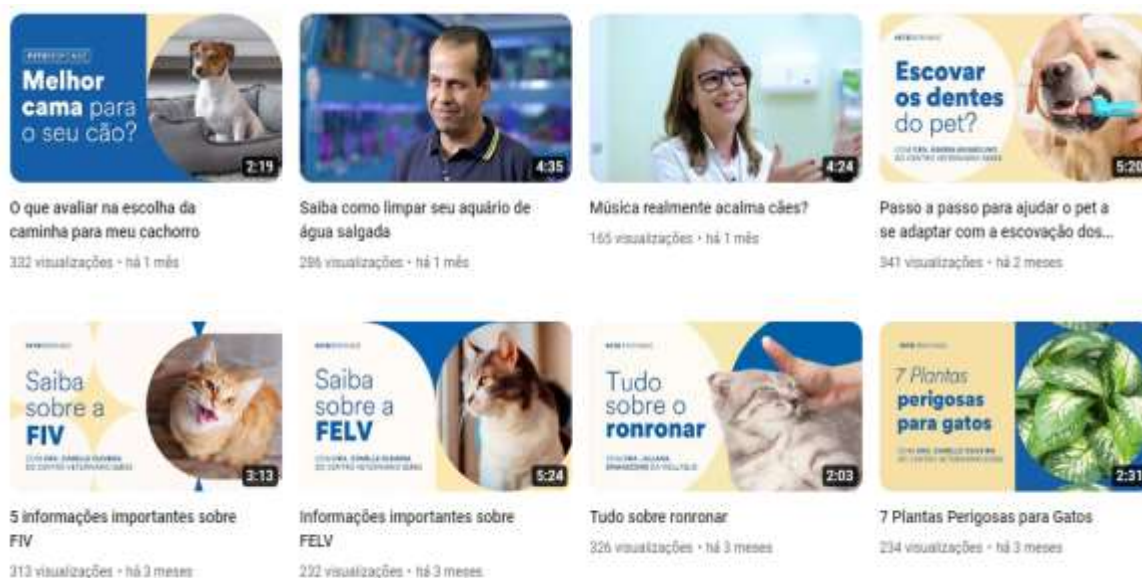 Melhor
cama para
o seu cão?
2:19
O que avaliar na escolha da
caminha para meu cachorro
332 visualizações • há 1 mês
4:35
Saiba como limpar seu aquário de
água salgada
286 visualizações • há 1 mês
4:24
Música realmente acalma cães?
165 visualizações • há 1 mês
Escovar
os dentes
do pet?
5:20
Passo a passo para ajudar o pet a
se adaptar com a escovação dos...
341 visualizações • há 2 meses
Saiba
sobre a
FIV
DO CENTRO VETERINÁRIO
3:13
5 informações importantes sobre
FIV
313 visualizações • há 3 meses
Saiba
sobre a
FELV
DO CENTRO VETERINÁRIO
5:24
Informações importantes sobre
FELV
232 visualizações • há 3 meses
Tudo
sobre o
ronronar
2:03
Tudo sobre ronronar
326 visualizações • há 3 meses
7 Plantas
perigosas
para gatos
2:31
7 Plantas Perigosas para Gatos
234 visualizações • há 3 meses